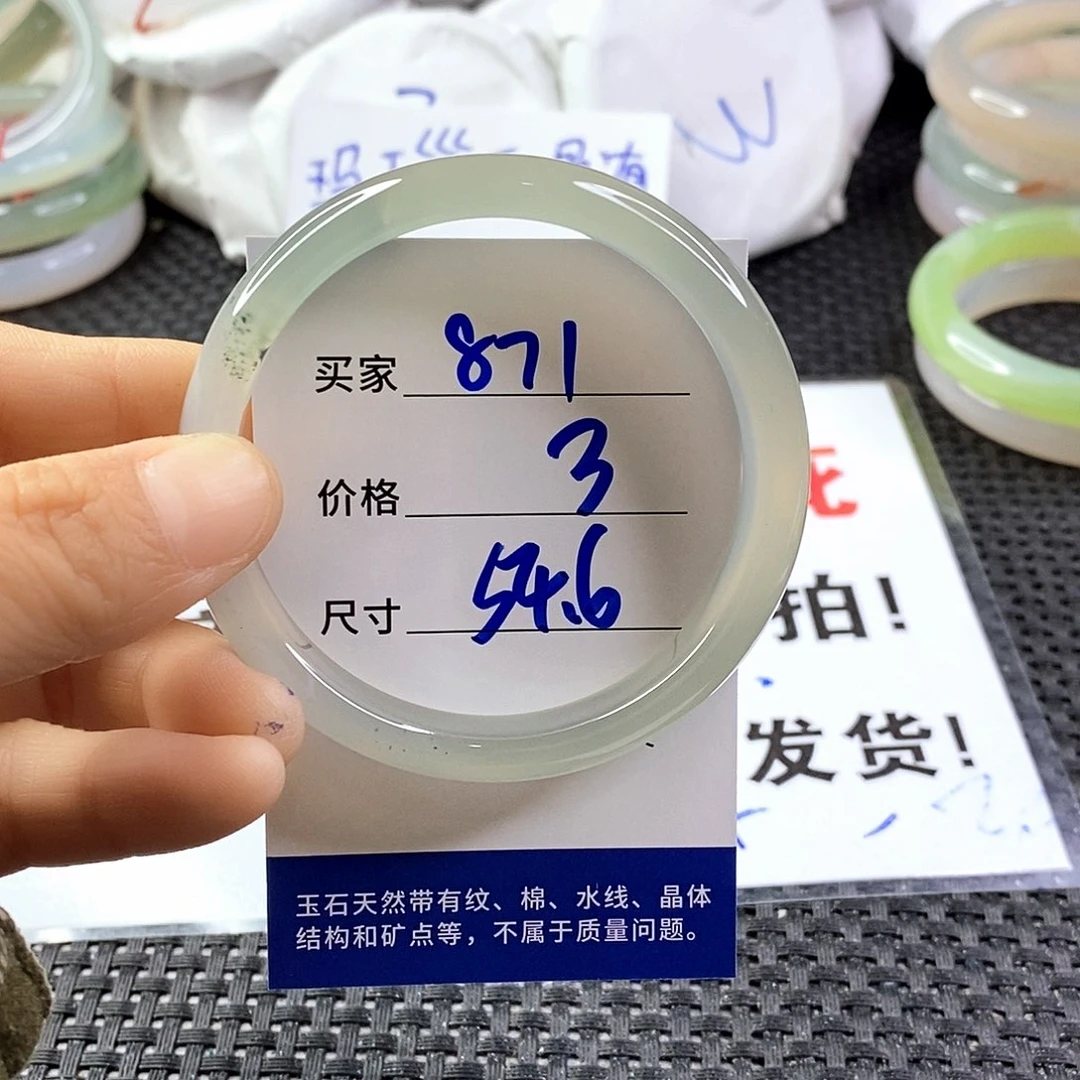 买家 871
价格 3
尺寸 54.6
拍!
发货!
玉石天然带有纹、棉、水线、晶体
结构和矿点等，不属于质量问题。